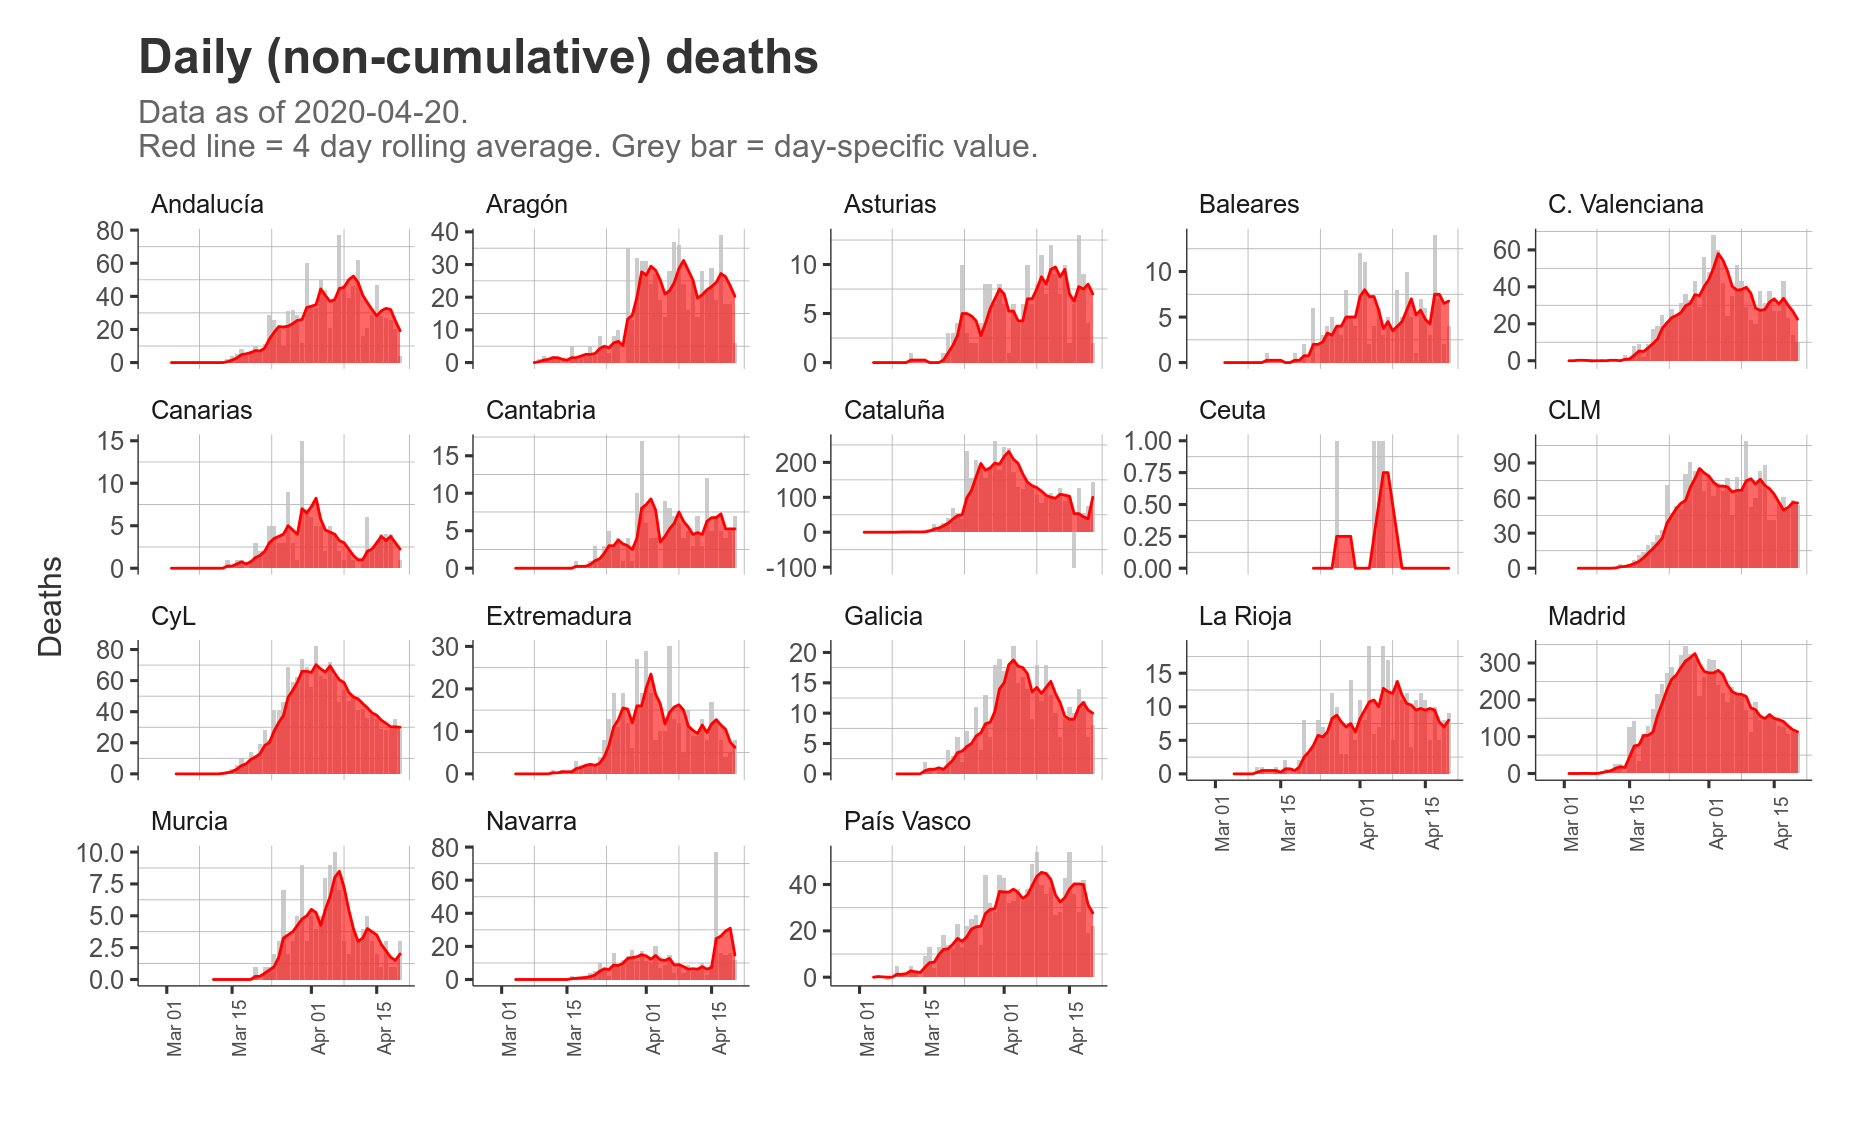 Daily (non-cumulative) deaths
Data as of 2020-04-20.
Red line = 4 day rolling average. Grey bar = day-specific value.
Deaths
Andalucía
80
60
40
20
0
Aragón
40
30
20
10
0
Asturias
10
5
0
Baleares
10
5
0
C. Valenciana
60
40
20
0
Canarias
15
10
5
0
Cantabria
15
10
5
0
Cataluña
200
100
0
-100
Ceuta
1.00
0.75
0.50
0.25
0.00
CLM
90
60
30
0
CyL
80
60
40
20
0
Extremadura
30
20
10
0
Galicia
20
15
10
5
0
La Rioja
15
10
5
0
Mar 01
Mar 15
Apr 01
Apr 15
Madrid
300
200
100
0
Mar 01
Mar 15
Apr 01
Apr 15
Murcia
10.0
7.5
5.0
2.5
0.0
Mar 01
Mar 15
Apr 01
Apr 15
Navarra
80
60
40
20
0
Mar 01
Mar 15
Apr 01
Apr 15
País Vasco
40
20
0
Mar 01
Mar 15
Apr 01
Apr 15